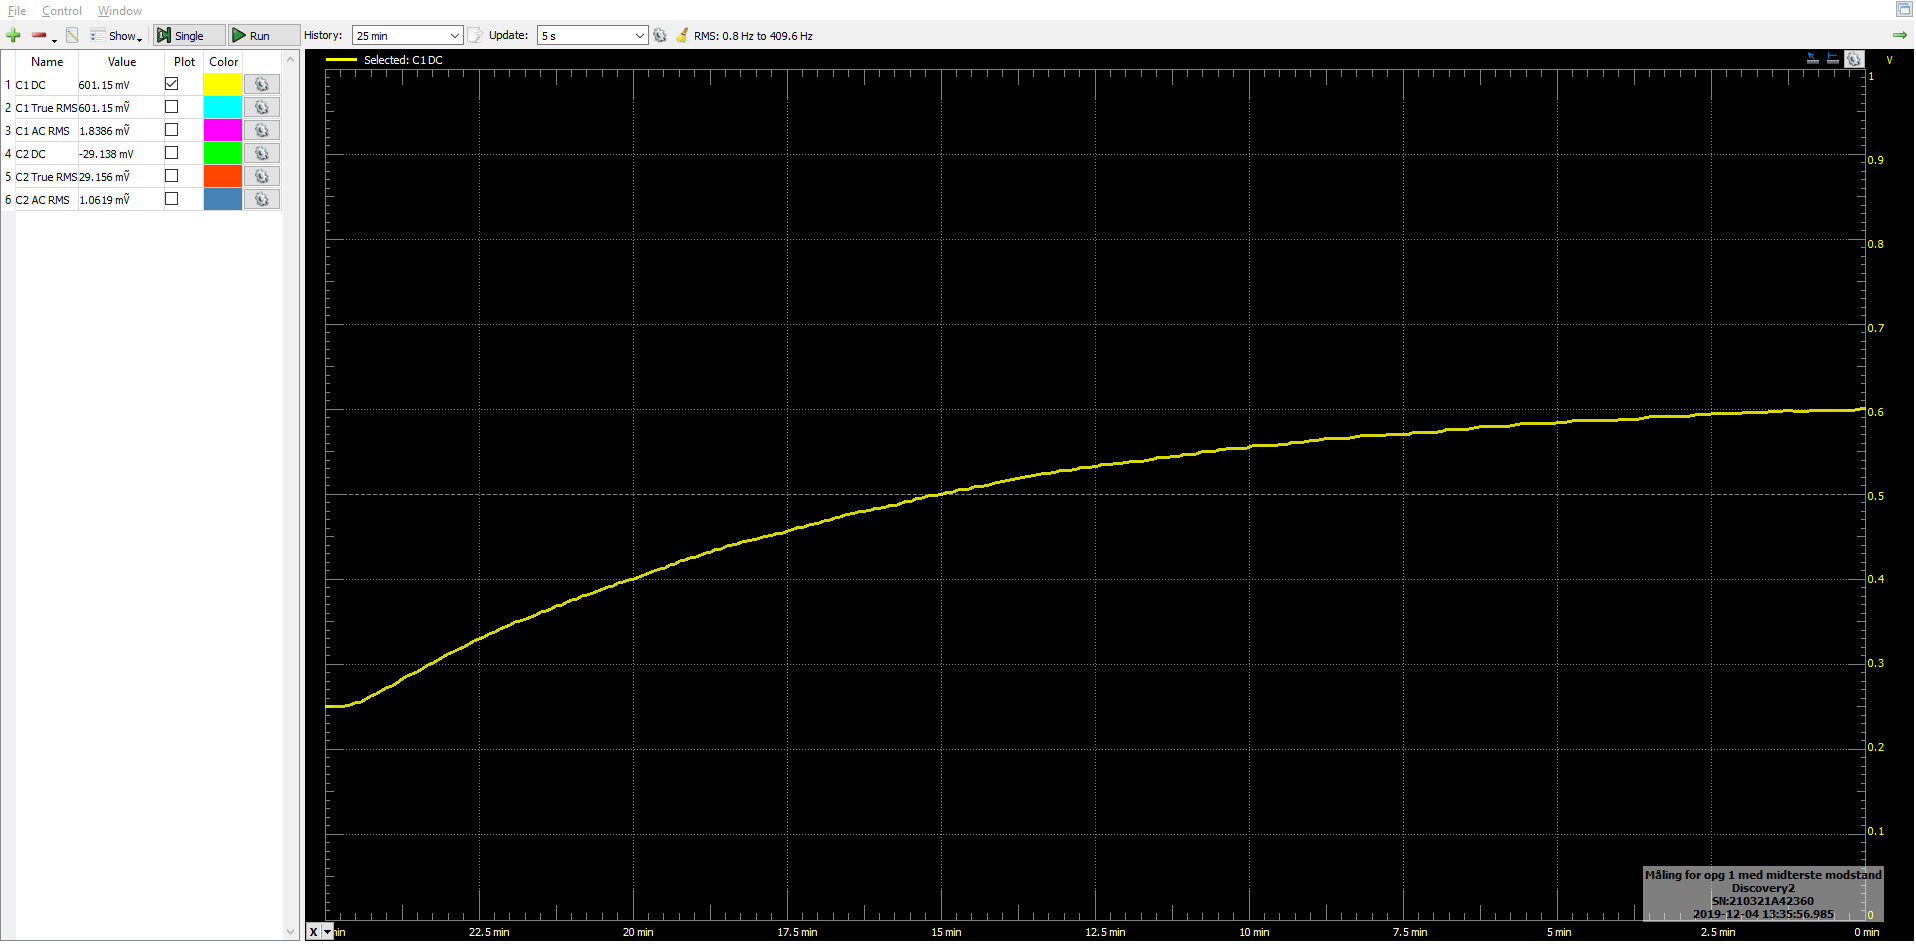 File Control Window
Show Single Run History: 25 min Update: 5 s RMS: 0.8 Hz to 409.6 Hz
Name Value Plot Color
1 C1 DC 601.15 mV
2 C1 True RMS 601.15 mṼ
3 C1 AC RMS 1.8386 mṼ
4 C2 DC -29.138 mV
5 C2 True RMS 29.156 mṼ
6 C2 AC RMS 1.0619 mṼ
Selected: C1 DC
V
1
0.9
0.8
0.7
0.6
0.5
0.4
0.3
0.2
0.1
0
Måling for opg 1 med midterste modstand
Discovery2
SN:210321A42360
2019-12-04 13:35:56.985
X 22.5 min 20 min 17.5 min 15 min 12.5 min 10 min 7.5 min 5 min 2.5 min 0 min